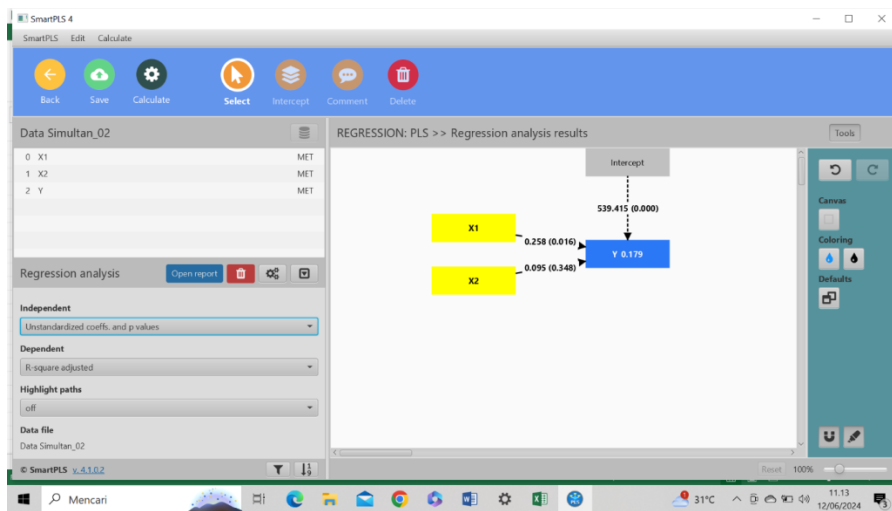 SmartPLS 4
SmartPLS Edit Calculate
Back Save Calculate Select Intercept Comment Delete
Data Simultan_02
0 X1 MET
1 X2 MET
2 Y MET
Regression analysis Open report
Independent
Unstandardized coeffs. and p values
Dependent
R-square adjusted
Highlight paths
off
Data file
Data Simultan_02
© SmartPLS v. 4.1.0.2
REGRESSION: PLS >> Regression analysis results
Tools
Intercept
539.415 (0.000)
X1
0.258 (0.016)
Y 0.179
0.095 (0.348)
X2
Canvas
Coloring
Defaults
Reset 100%
Mencari
31°C
11.13
12/06/2024